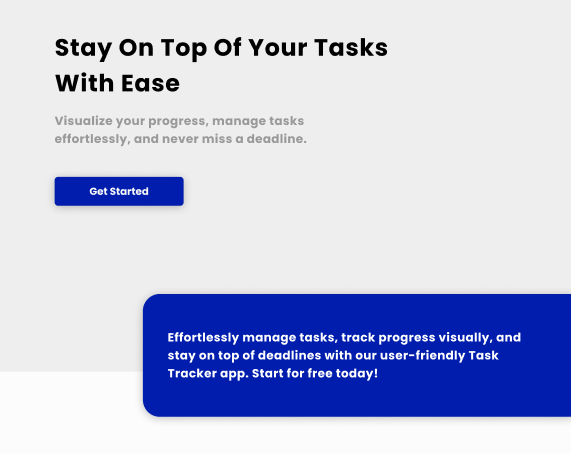 Stay On Top Of Your Tasks
With Ease
Visualize your progress, manage tasks
effortlessly, and never miss a deadline.
Get Started
Effortlessly manage tasks, track progress visually, and
stay on top of deadlines with our user-friendly Task
Tracker app. Start for free today!